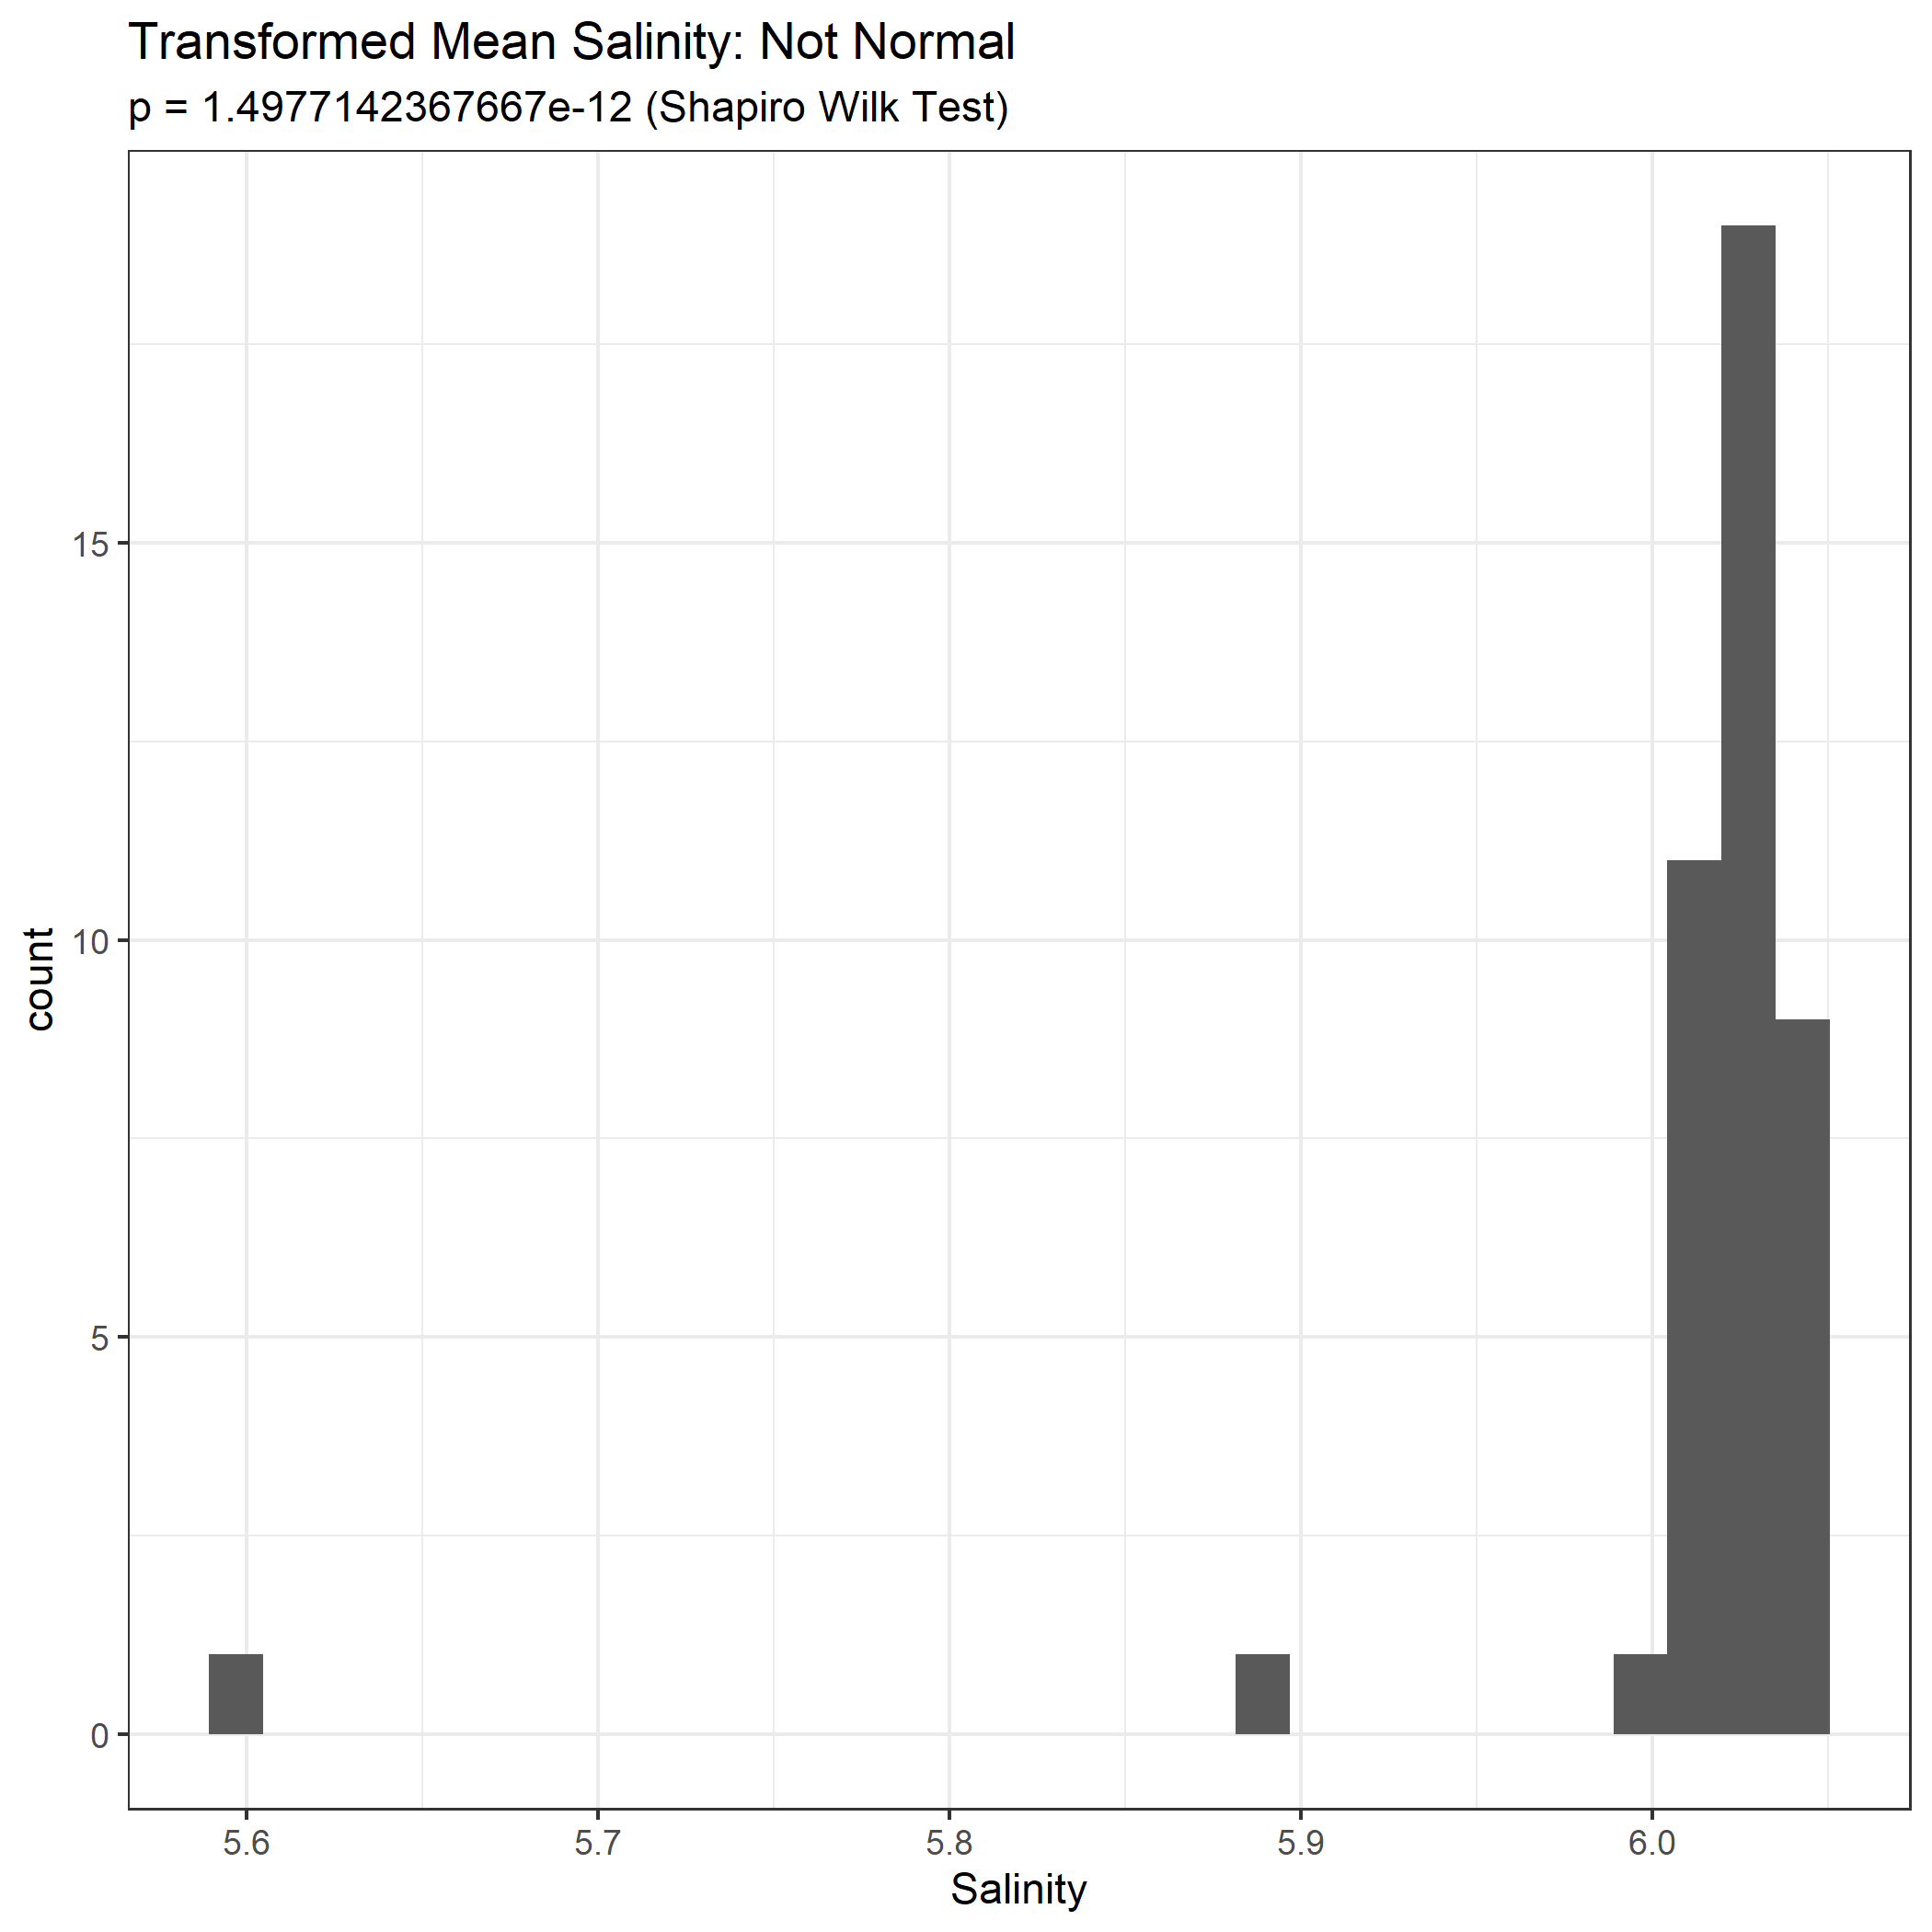 Transformed Mean Salinity: Not Normal
p = 1.4977142367667e-12 (Shapiro Wilk Test)
15
10
5
0
count
5.6 5.7 5.8 5.9 6.0
Salinity